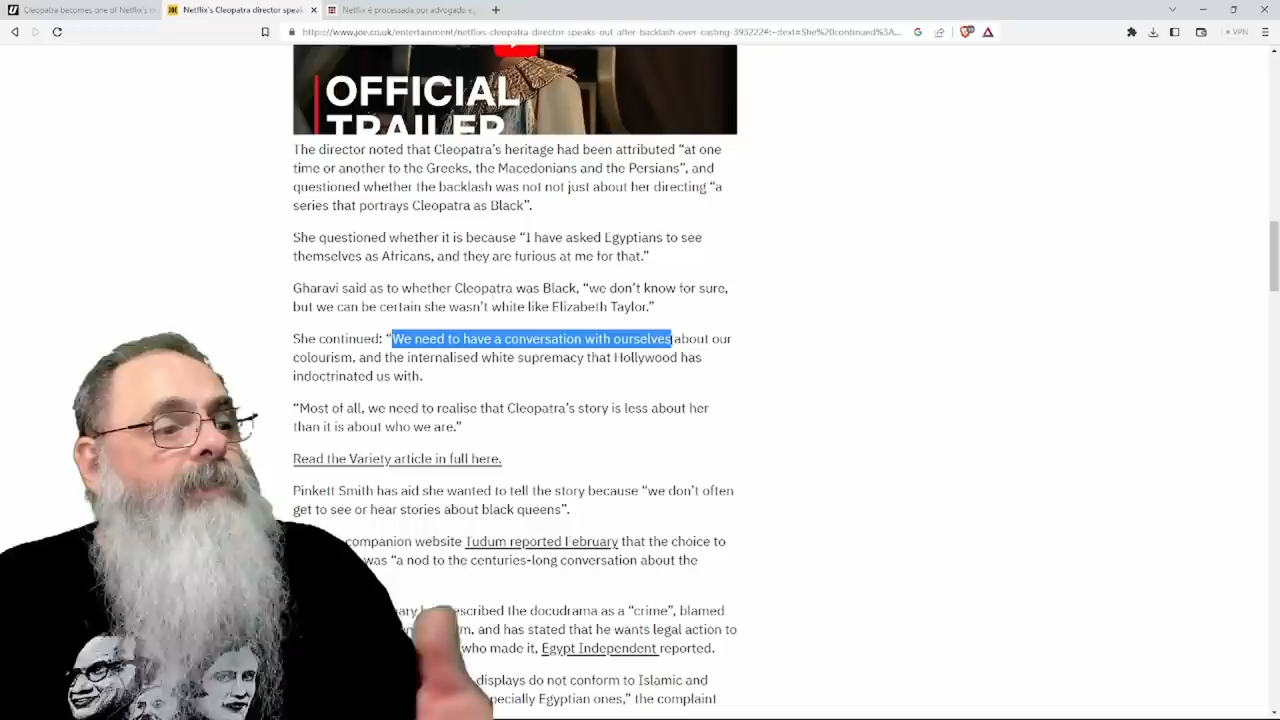 Cleopatra becomes one of Netflix's m
Netflix's Cleopatra director speak
Netflix é processada por advogado e
https://www.joe.co.uk/entertainment/netflixs-cleopatra-director-speaks-out-after-backlash-over-casting-393222#:~:text=She%20continued%3A...
VPN
OFFICIAL
TRAILER
The director noted that Cleopatra's heritage had been attributed “at one
time or another to the Greeks, the Macedonians and the Persians”, and
questioned whether the backlash was not not just about her directing “a
series that portrays Cleopatra as Black”.
She questioned whether it is because “I have asked Egyptians to see
themselves as Africans, and they are furious at me for that.”
Gharavi said as to whether Cleopatra was Black, “we don't know for sure,
but we can be certain she wasn't white like Elizabeth Taylor.”
She continued: “We need to have a conversation with ourselves about our
colourism, and the internalised white supremacy that Hollywood has
indoctrinated us with.
“Most of all, we need to realise that Cleopatra's story is less about her
than it is about who we are.”
Read the Variety article in full here.
Pinkett Smith has aid she wanted to tell the story because “we don't often
get to see or hear stories about black queens”.
companion website Tudum reported February that the choice to
was “a nod to the centuries-long conversation about the
described the docudrama as a “crime”, blamed
and has stated that he wants legal action to
who made it, Egypt Independent reported.
displays do not conform to Islamic and
especially Egyptian ones,” the complaint